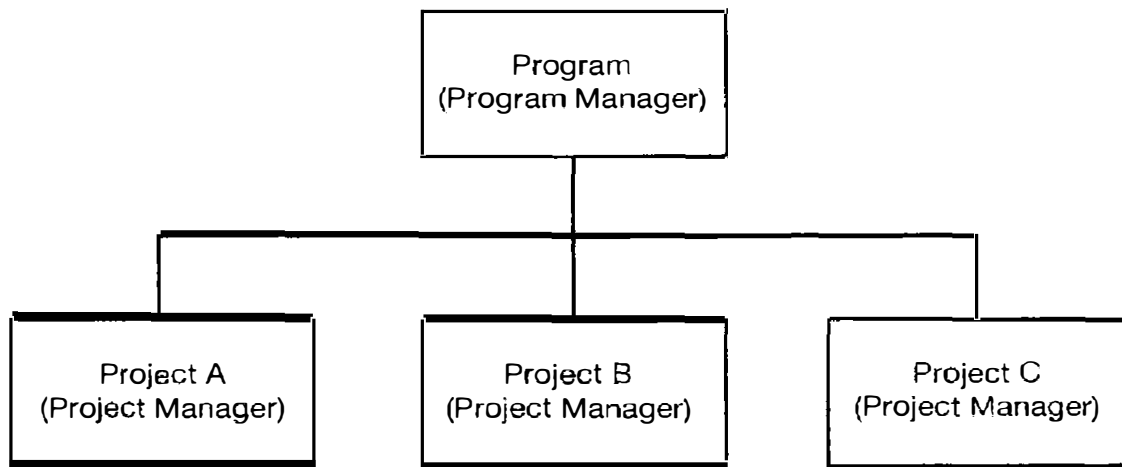 Program
(Program Manager)
Project A
(Project Manager)
Project B
(Project Manager)
Project C
(Project Manager)